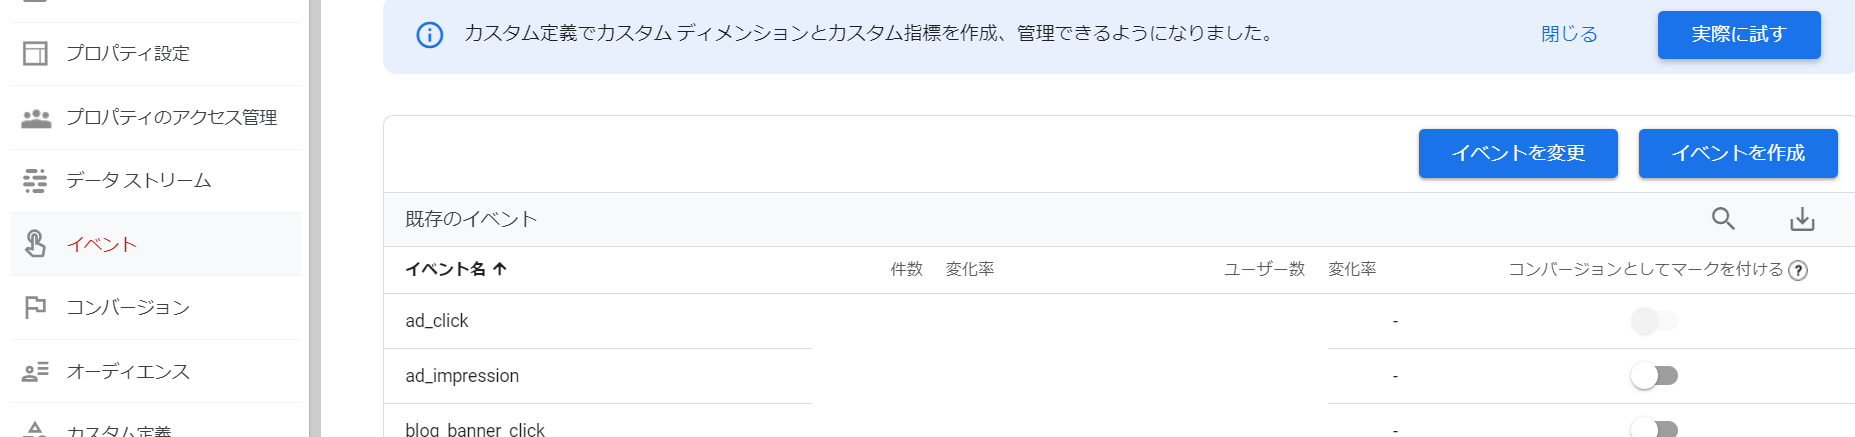 カスタム定義でカスタム ディメンションとカスタム指標を作成、管理できるようになりました。
閉じる
実際に試す
プロパティ設定
プロパティのアクセス管理
データ ストリーム
イベント
コンバージョン
オーディエンス
カスタム定義
イベントを変更
イベントを作成
既存のイベント
イベント名 ↑ 件数 変化率 ユーザー数 変化率 コンバージョンとしてマークを付ける ?
ad_click -
ad_impression -
blog_banner_click -